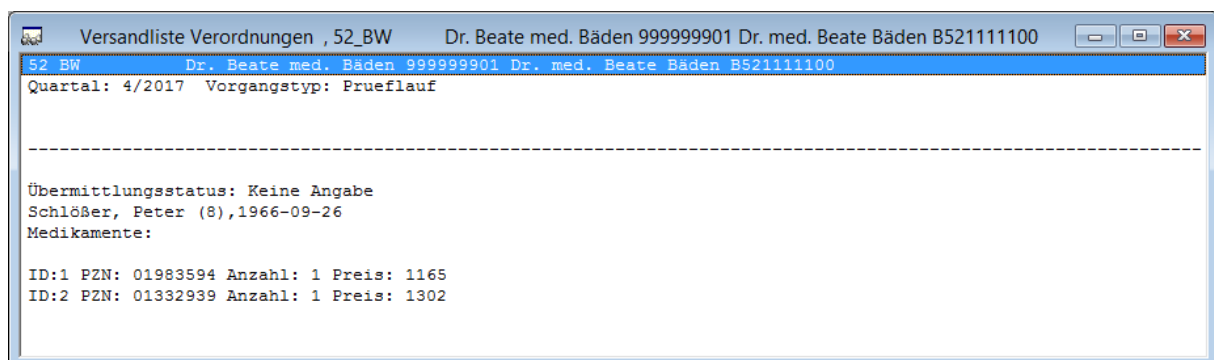 Versandliste Verordnungen , 52_BW Dr. Beate med. Bäden 999999901 Dr. med. Beate Bäden B521111100
52 BW Dr. Beate med. Bäden 999999901 Dr. med. Beate Bäden B521111100
Quartal: 4/2017 Vorgangstyp: Prueflauf
Übermittlungsstatus: Keine Angabe
Schlößer, Peter (8),1966-09-26
Medikamente:
ID:1 PZN: 01983594 Anzahl: 1 Preis: 1165
ID:2 PZN: 01332939 Anzahl: 1 Preis: 1302